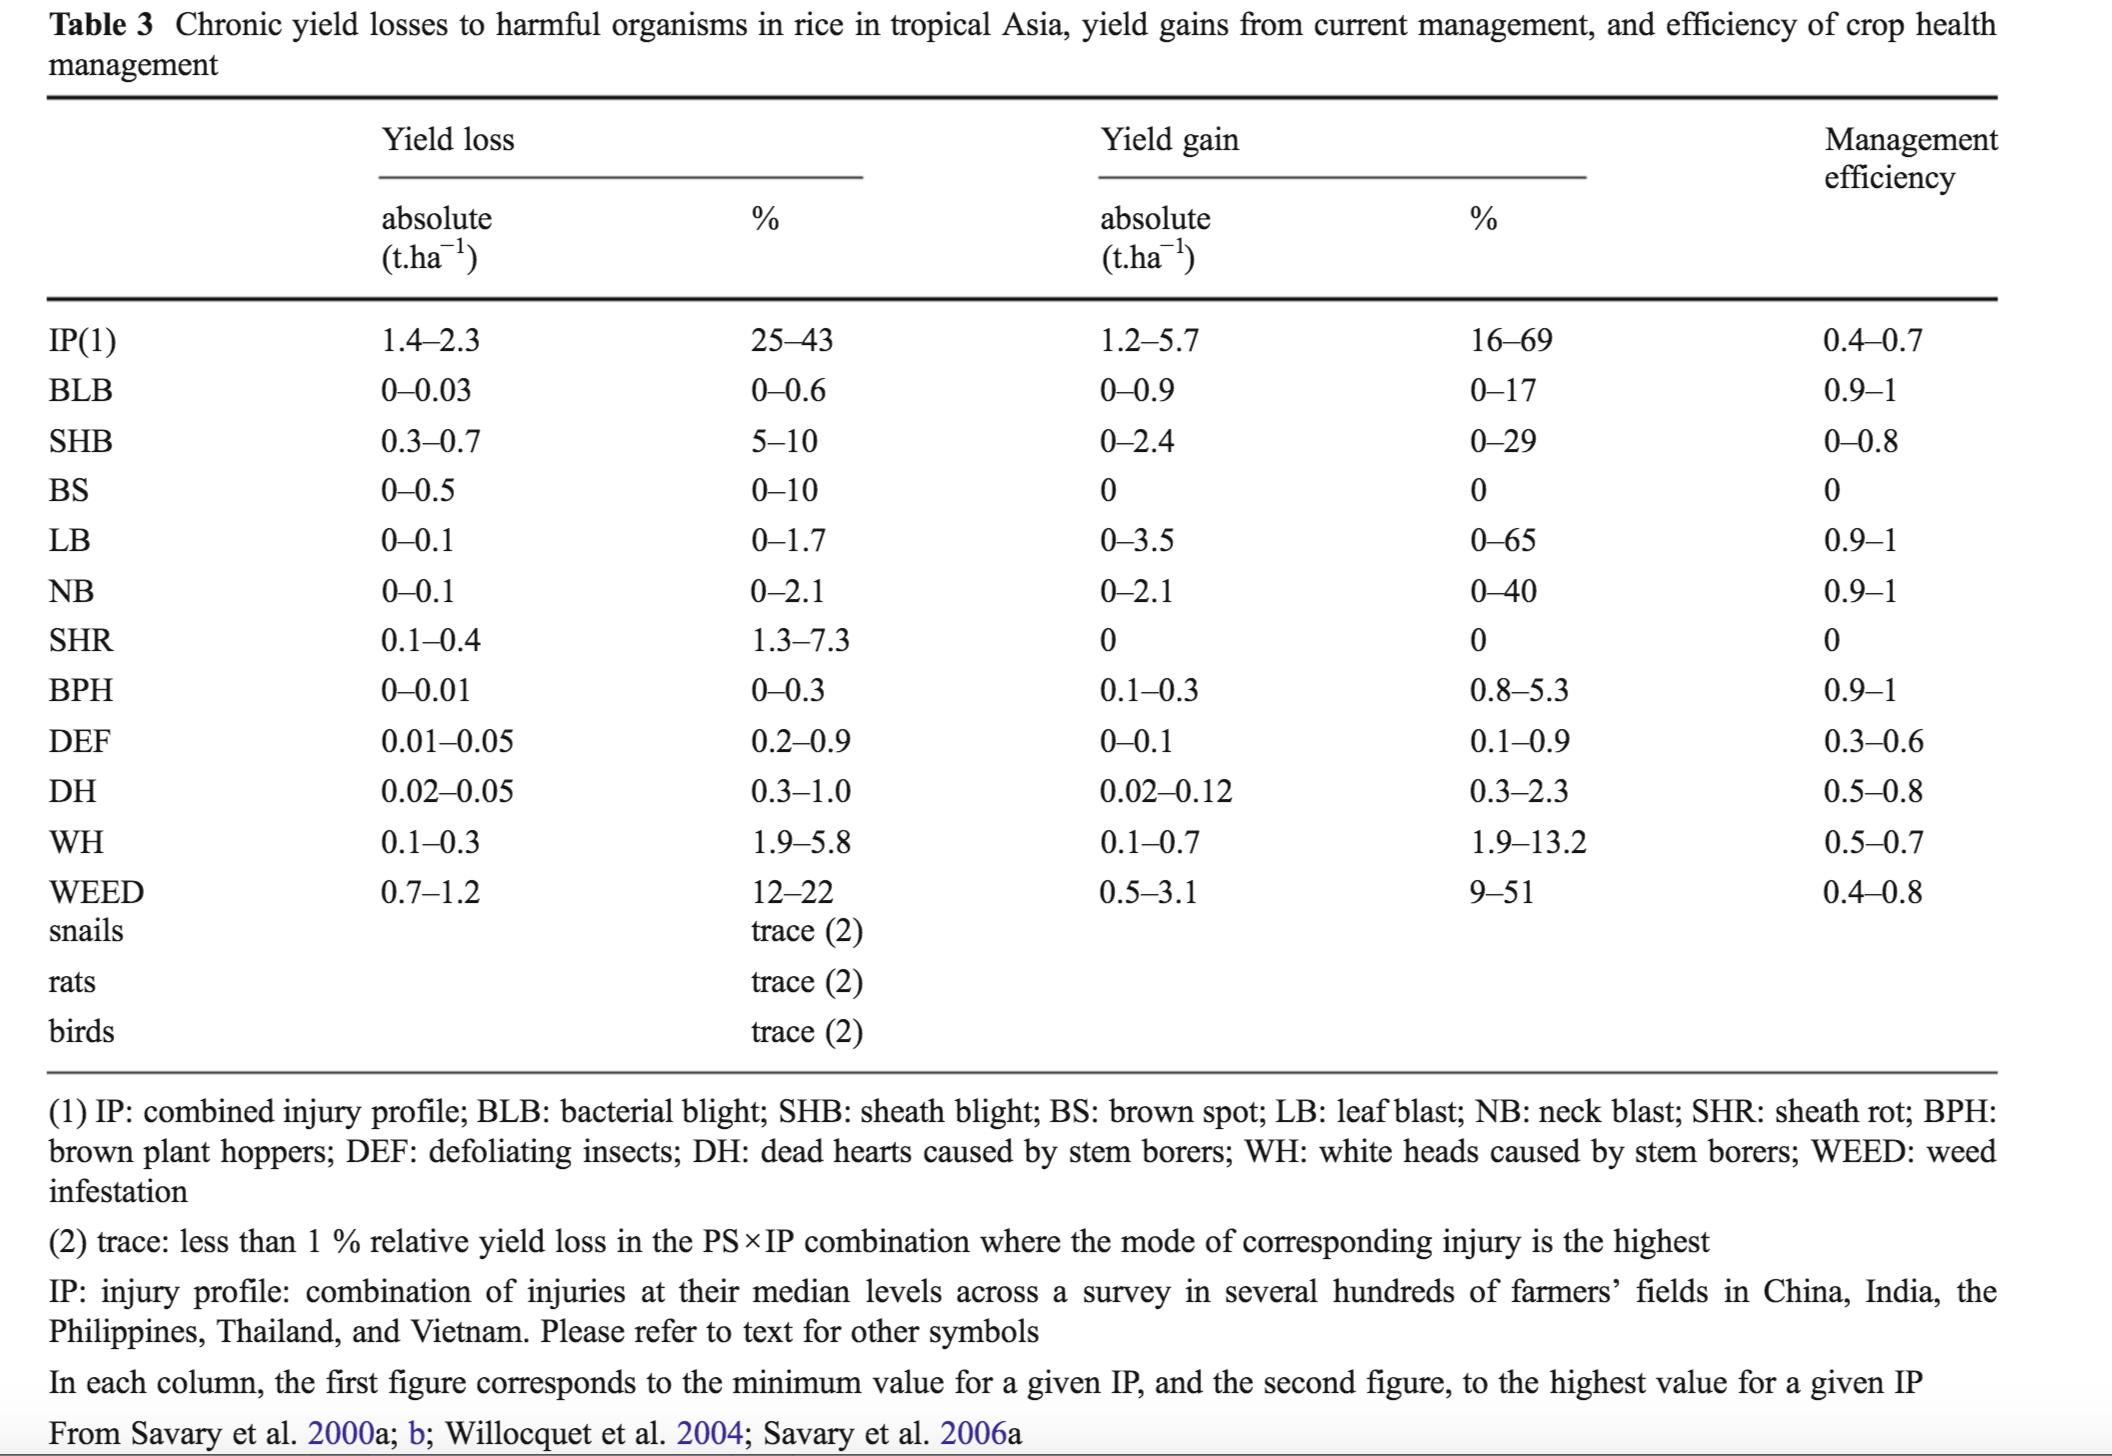 Table 3 Chronic yield losses to harmful organisms in rice in tropical Asia, yield gains from current management, and efficiency of crop health
management
Yield loss Yield gain Management
efficiency
absolute % absolute %
(t.ha⁻¹) (t.ha⁻¹)
IP(1) 1.4–2.3 25–43 1.2–5.7 16–69 0.4–0.7
BLB 0–0.03 0–0.6 0–0.9 0–17 0.9–1
SHB 0.3–0.7 5–10 0–2.4 0–29 0–0.8
BS 0–0.5 0–10 0 0 0
LB 0–0.1 0–1.7 0–3.5 0–65 0.9–1
NB 0–0.1 0–2.1 0–2.1 0–40 0.9–1
SHR 0.1–0.4 1.3–7.3 0 0 0
BPH 0–0.01 0–0.3 0.1–0.3 0.8–5.3 0.9–1
DEF 0.01–0.05 0.2–0.9 0–0.1 0.1–0.9 0.3–0.6
DH 0.02–0.05 0.3–1.0 0.02–0.12 0.3–2.3 0.5–0.8
WH 0.1–0.3 1.9–5.8 0.1–0.7 1.9–13.2 0.5–0.7
WEED 0.7–1.2 12–22 0.5–3.1 9–51 0.4–0.8
snails trace (2)
rats trace (2)
birds trace (2)
(1) IP: combined injury profile; BLB: bacterial blight; SHB: sheath blight; BS: brown spot; LB: leaf blast; NB: neck blast; SHR: sheath rot; BPH:
brown plant hoppers; DEF: defoliating insects; DH: dead hearts caused by stem borers; WH: white heads caused by stem borers; WEED: weed
infestation
(2) trace: less than 1 % relative yield loss in the PS×IP combination where the mode of corresponding injury is the highest
IP: injury profile: combination of injuries at their median levels across a survey in several hundreds of farmers’ fields in China, India, the
Philippines, Thailand, and Vietnam. Please refer to text for other symbols
In each column, the first figure corresponds to the minimum value for a given IP, and the second figure, to the highest value for a given IP
From Savary et al. 2000a; b; Willocquet et al. 2004; Savary et al. 2006a